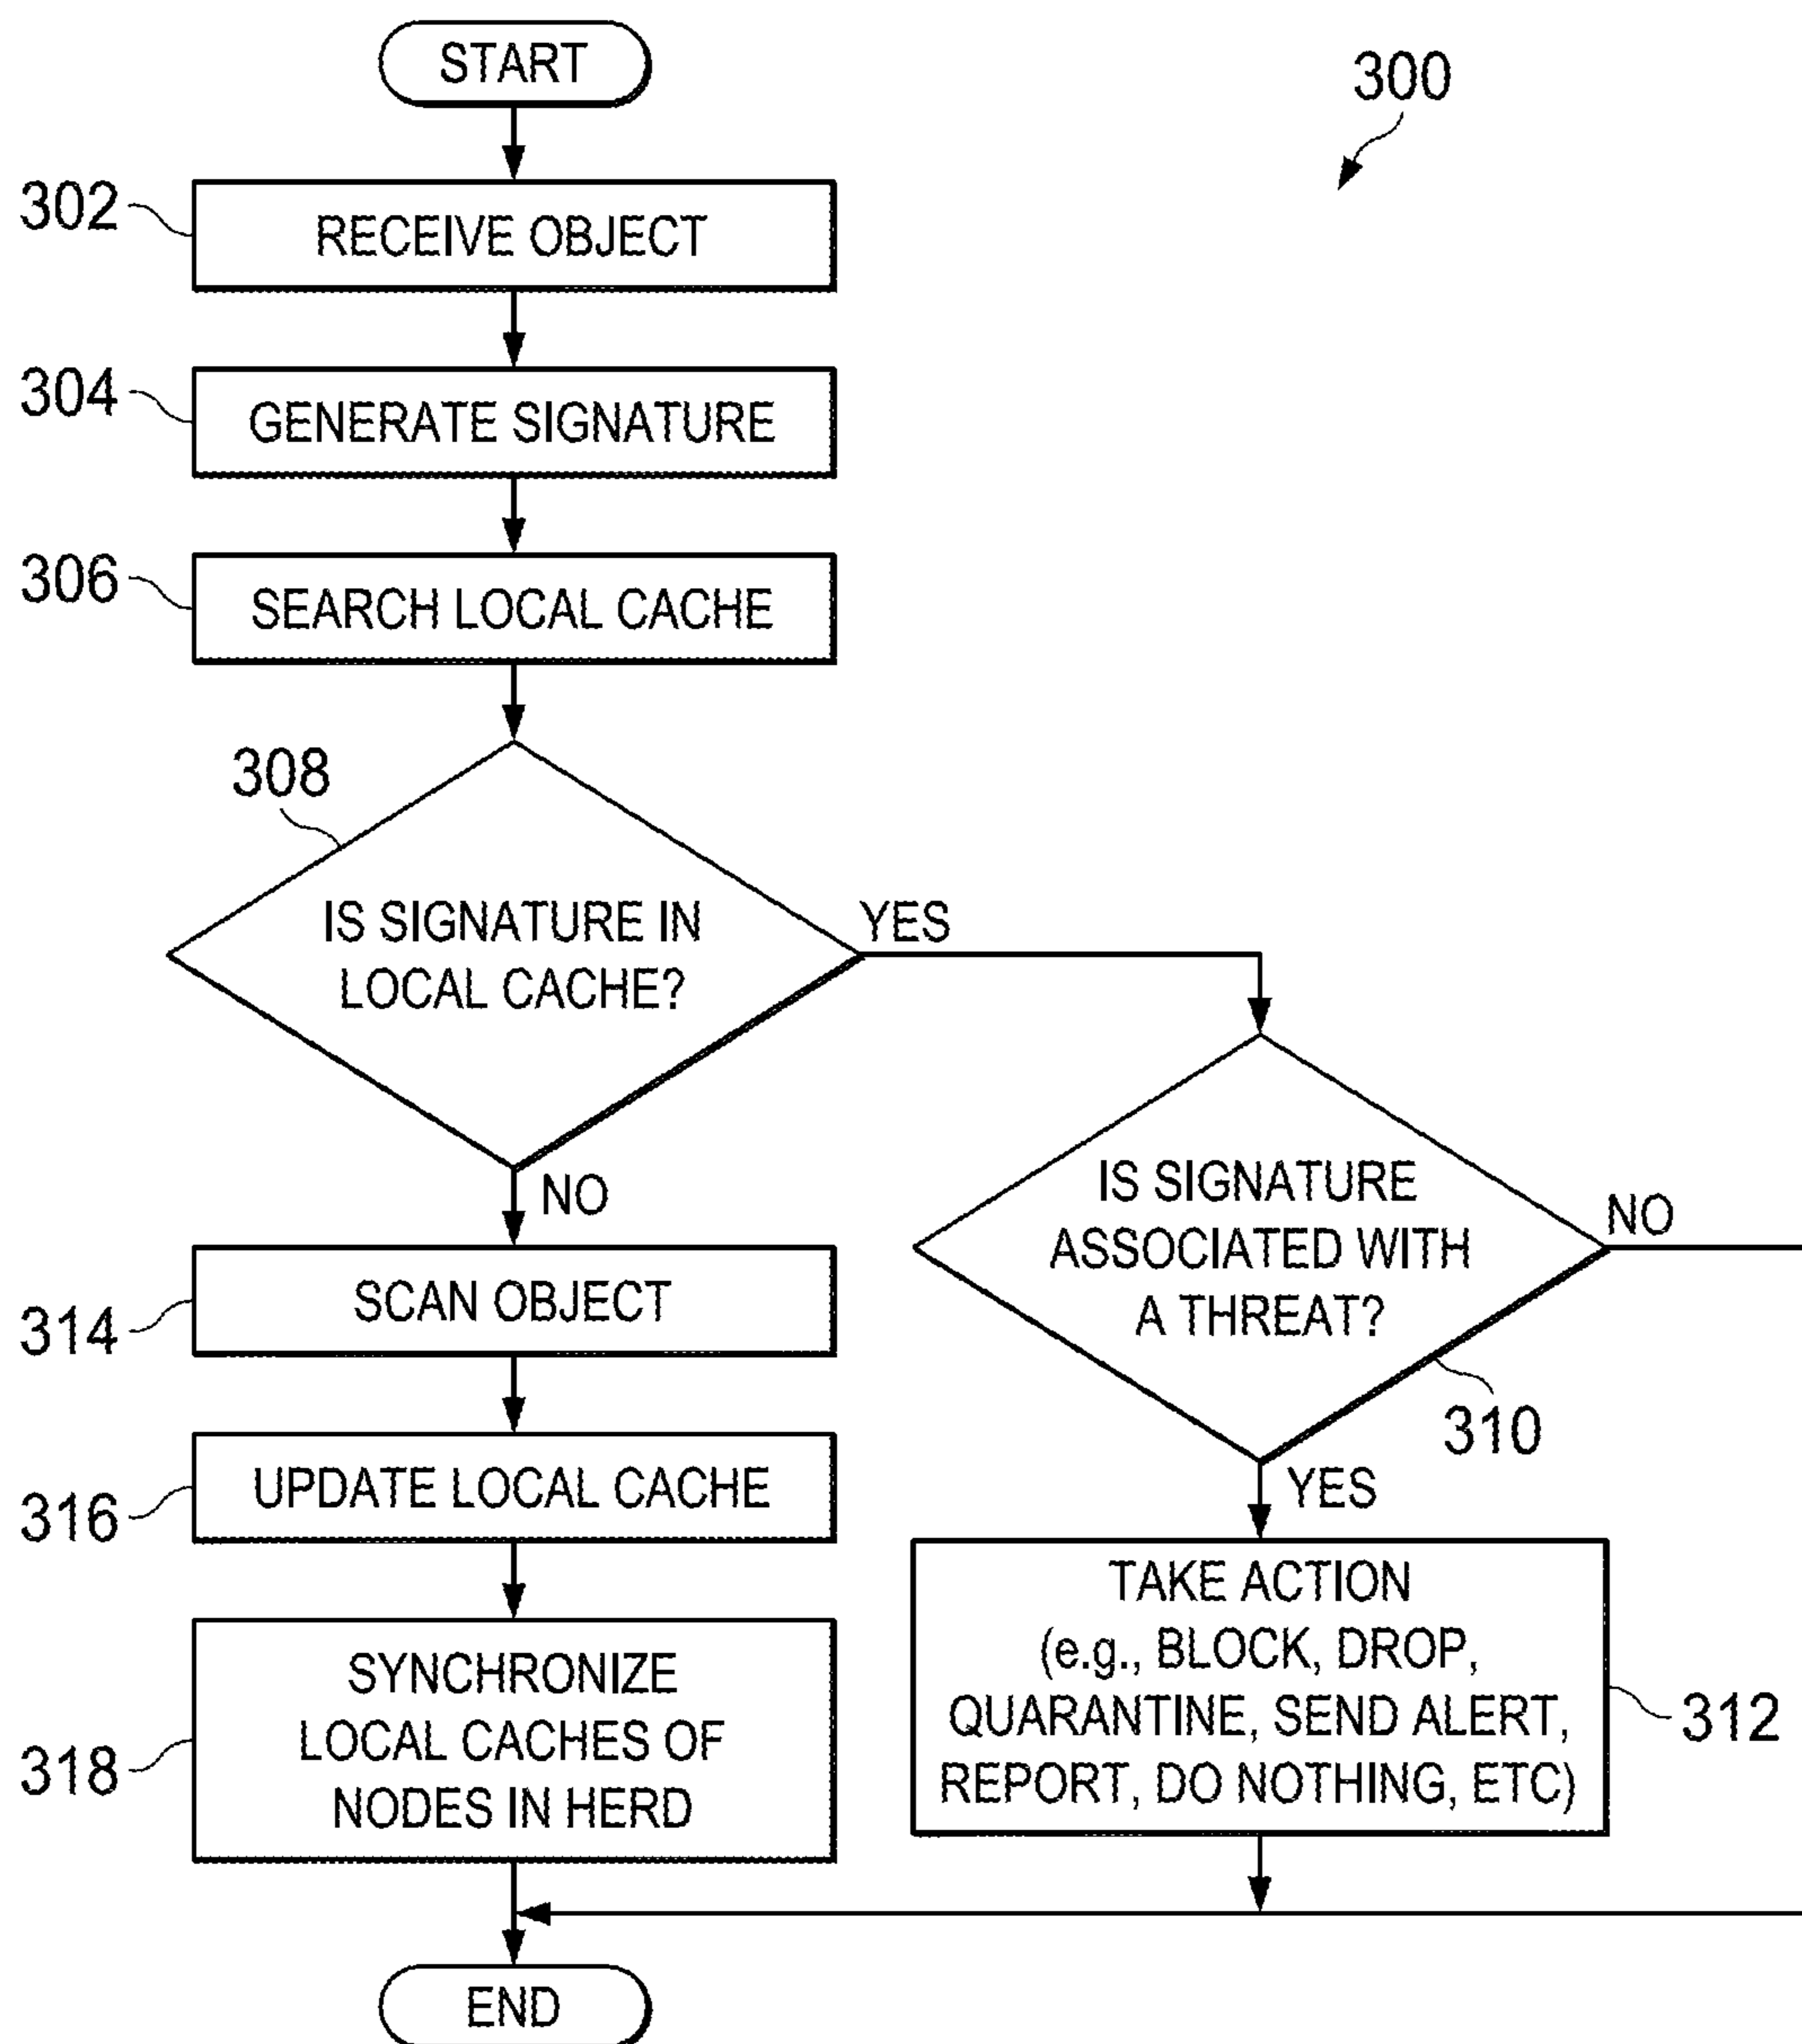 START
300
302
RECEIVE OBJECT
304
GENERATE SIGNATURE
306
SEARCH LOCAL CACHE
308
IS SIGNATURE IN
LOCAL CACHE?
YES
NO
IS SIGNATURE
ASSOCIATED WITH
A THREAT?
NO
310
YES
314
SCAN OBJECT
316
UPDATE LOCAL CACHE
TAKE ACTION
(e.g., BLOCK, DROP,
QUARANTINE, SEND ALERT,
REPORT, DO NOTHING, ETC)
312
318
SYNCHRONIZE
LOCAL CACHES OF
NODES IN HERD
END